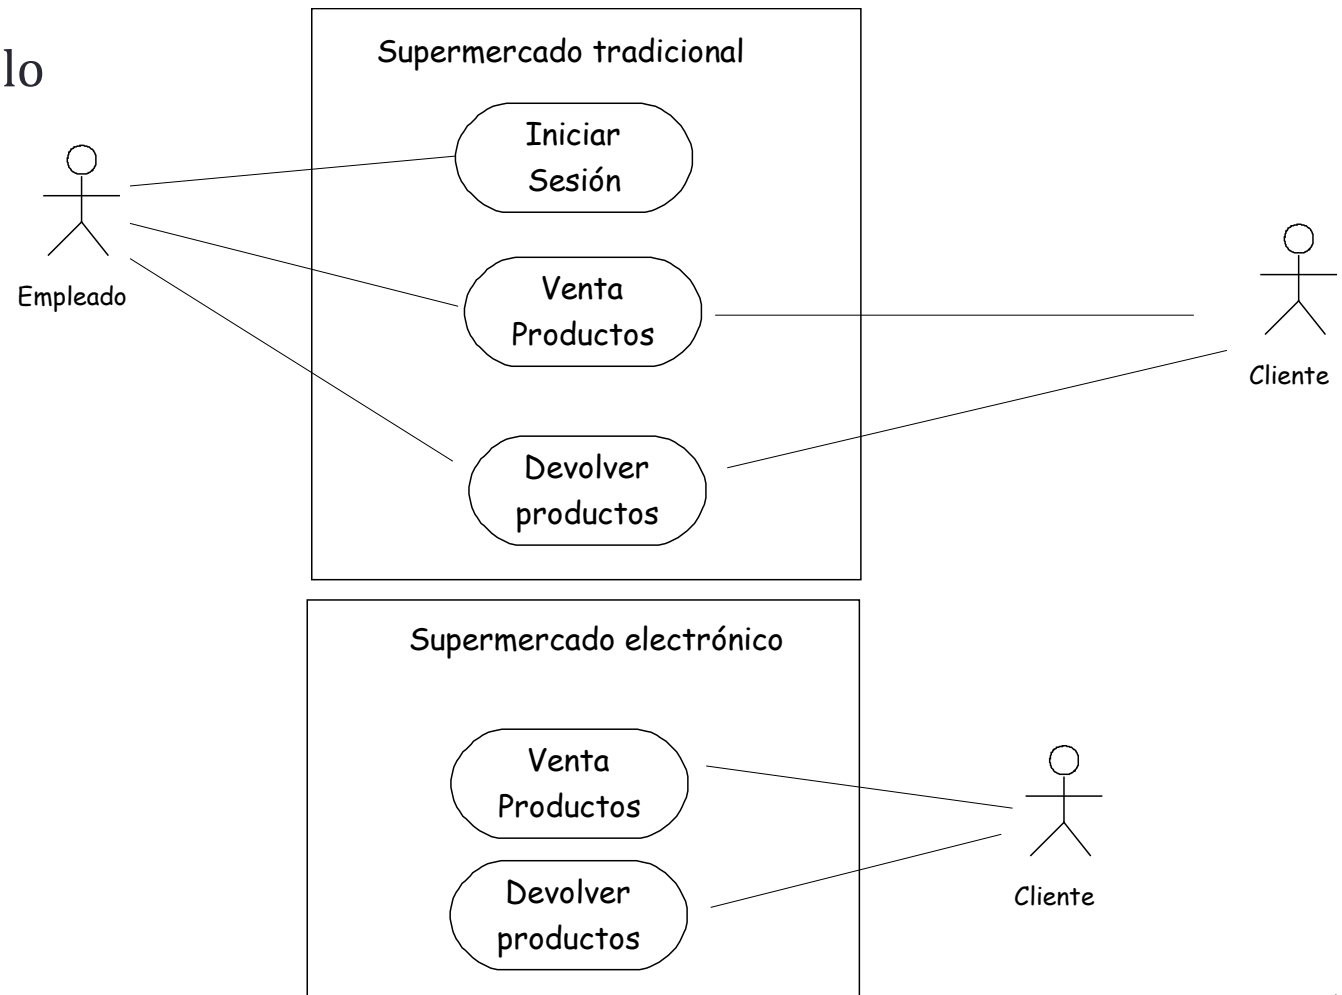 lo
Supermercado tradicional
Iniciar
Sesión
Empleado
Venta
Productos
Cliente
Devolver
productos
Supermercado electrónico
Venta
Productos
Devolver
productos
Cliente